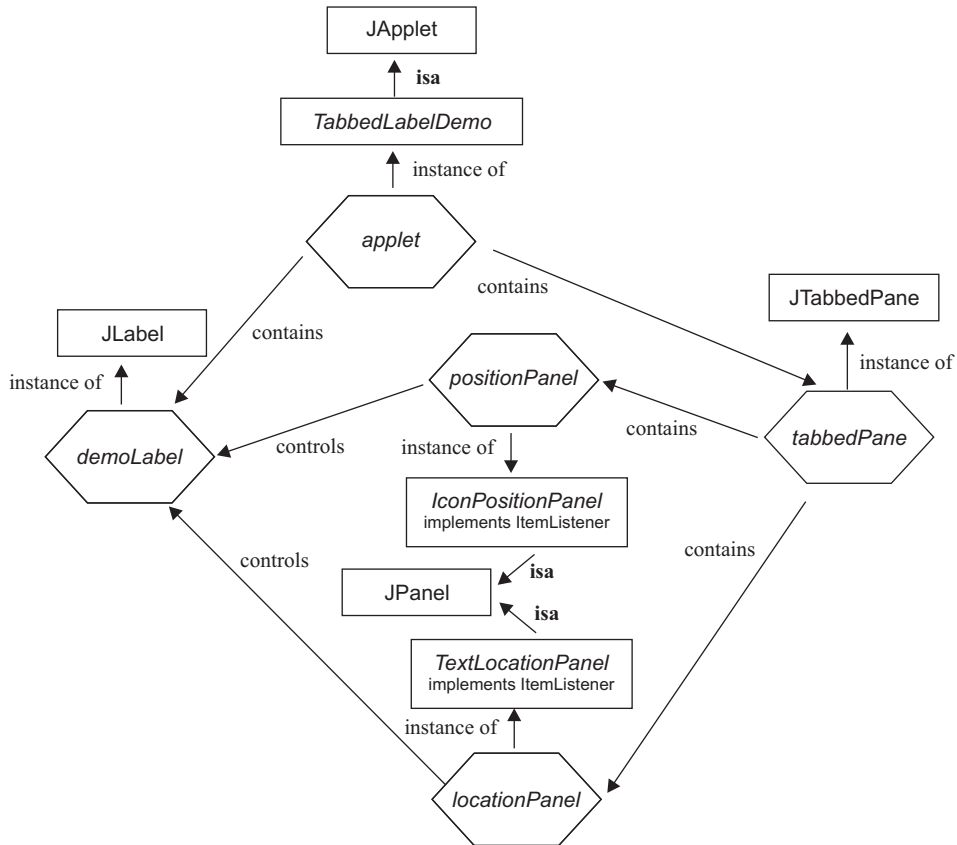 JApplet
isa
TabbedLabelDemo
instance of
applet
contains
JTabbedPane
JLabel
contains
instance of
positionPanel
instance of
demoLabel
controls
instance of
contains
tabbedPane
IconPositionPanel
implements ItemListener
contains
controls
isa
JPanel
isa
TextLocationPanel
implements ItemListener
instance of
locationPanel